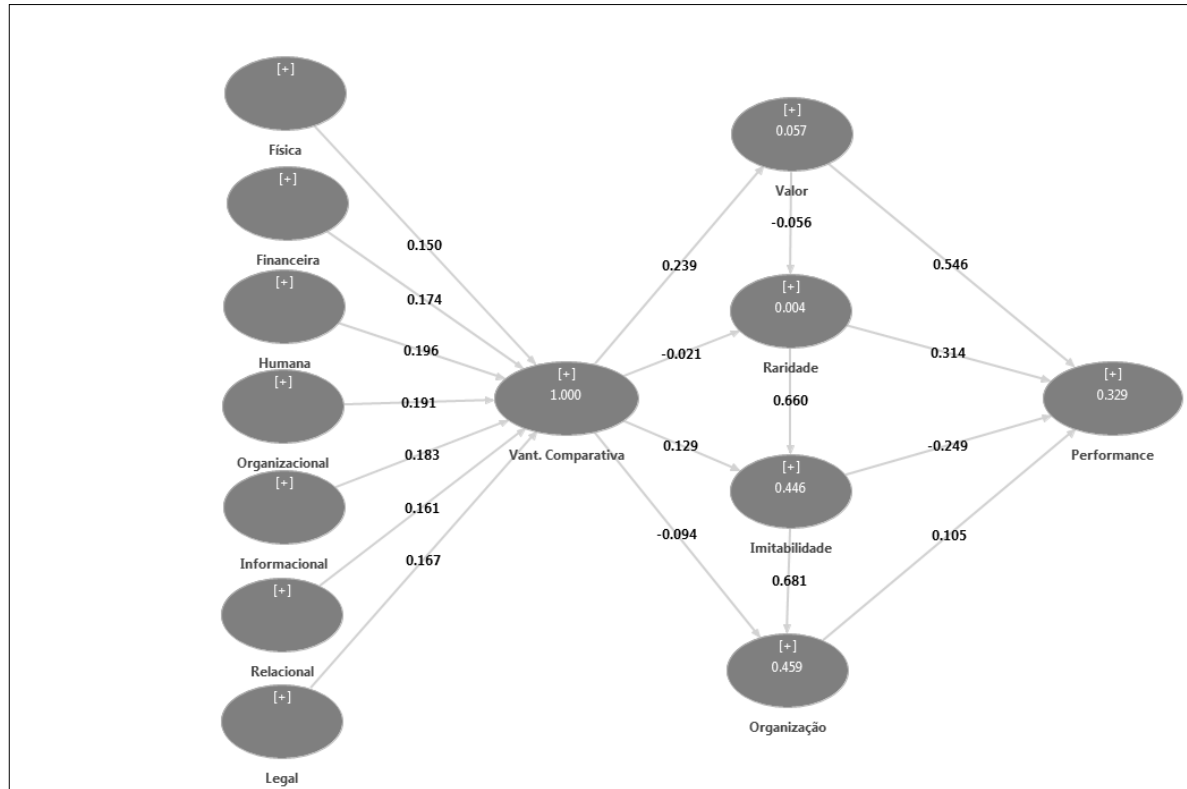 [+]
Física
[+]
Financeira
[+]
Humana
[+]
Organizacional
[+]
Informacional
[+]
Relacional
[+]
Legal
0.150
0.174
0.196
0.191
0.183
0.161
0.167
[+]
1.000
Vant. Comparativa
0.239
-0.021
0.129
-0.094
[+]
0.057
Valor
-0.056
[+]
0.004
Raridade
0.660
[+]
0.446
Imitabilidade
0.681
[+]
0.459
Organização
0.546
0.314
-0.249
0.105
[+]
0.329
Performance